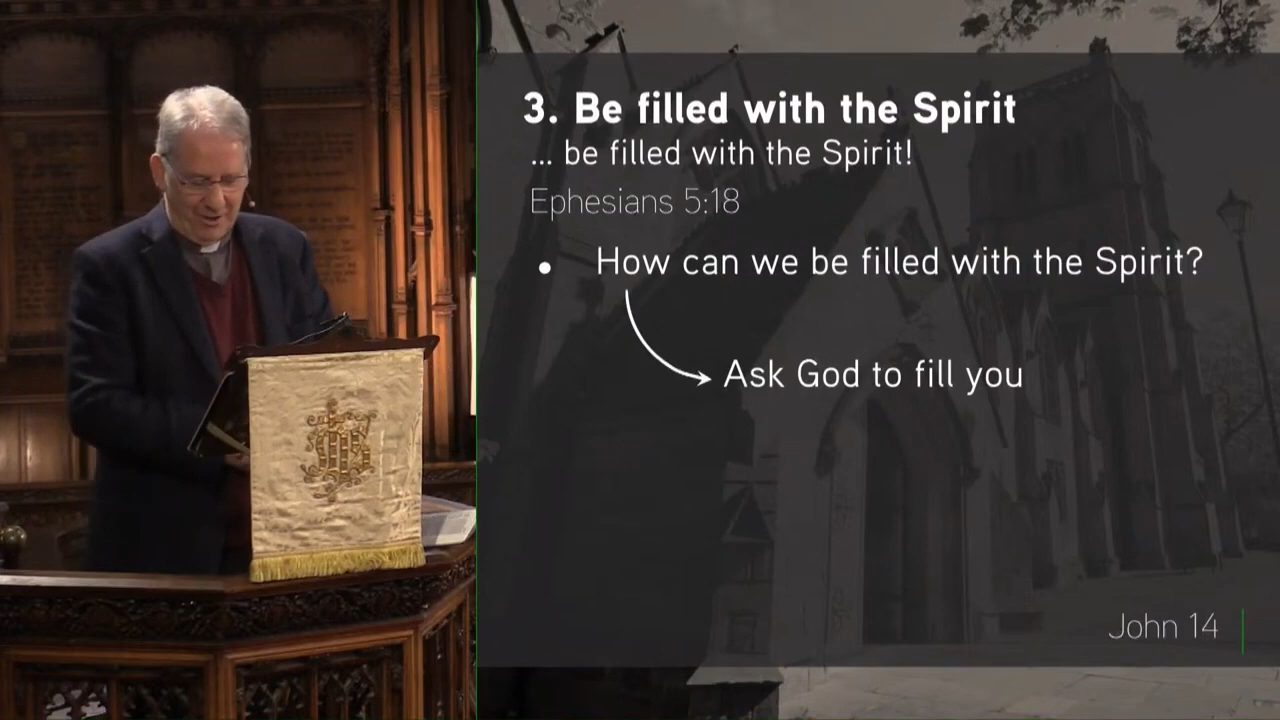 3. Be filled with the Spirit
... be filled with the Spirit!
Ephesians 5:18
• How can we be filled with the Spirit?
Ask God to fill you
John 14